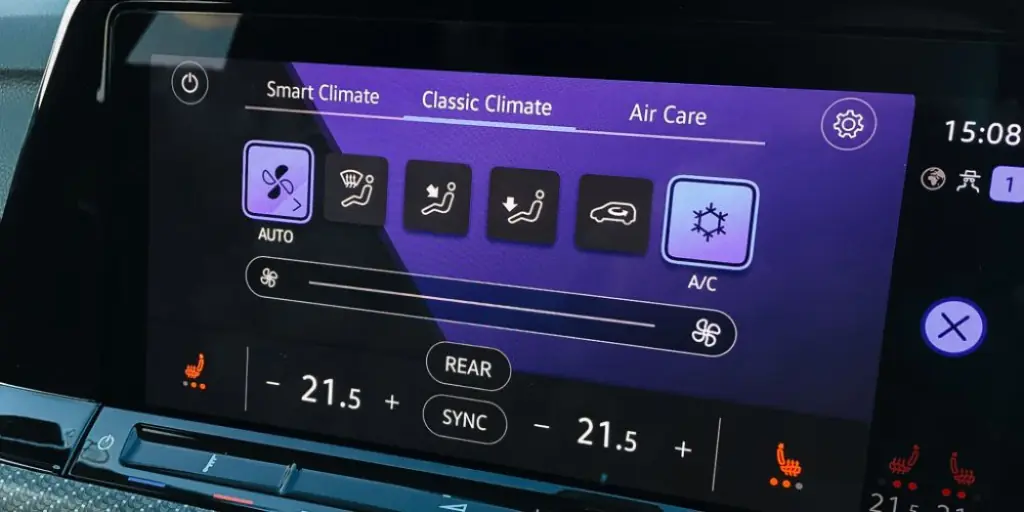 Smart Climate
Classic Climate
Air Care
15:08
1
AUTO
A/C
REAR
- 21.5 +
SYNC
- 21.5 +